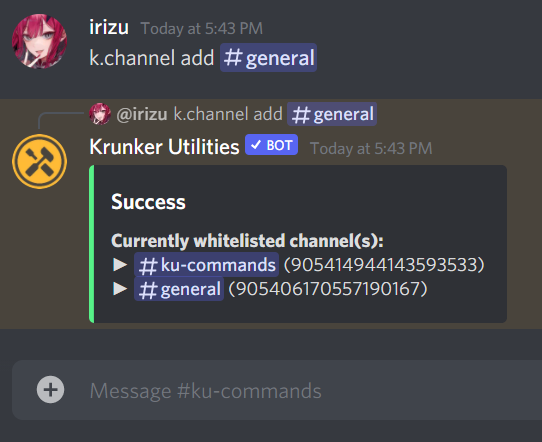 irizu Today at 5:43 PM
k.channel add #general
@irizu k.channel add #general
Krunker Utilities ✓ BOT Today at 5:43 PM
Success
Currently whitelisted channel(s):
► #ku-commands (905414944143593533)
► #general (905406170557190167)
Message #ku-commands